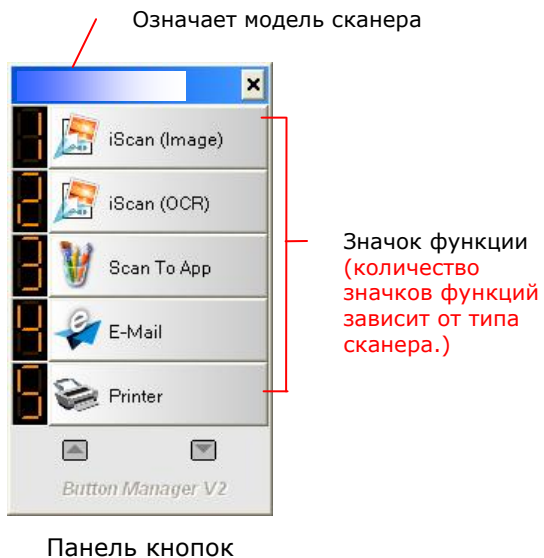 Означает модель сканера
1 iScan (Image)
2 iScan (OCR)
3 Scan To App
4 E-Mail
5 Printer
Значок функции
(количество
значков функций
зависит от типа
сканера.)
Button Manager V2
Панель кнопок